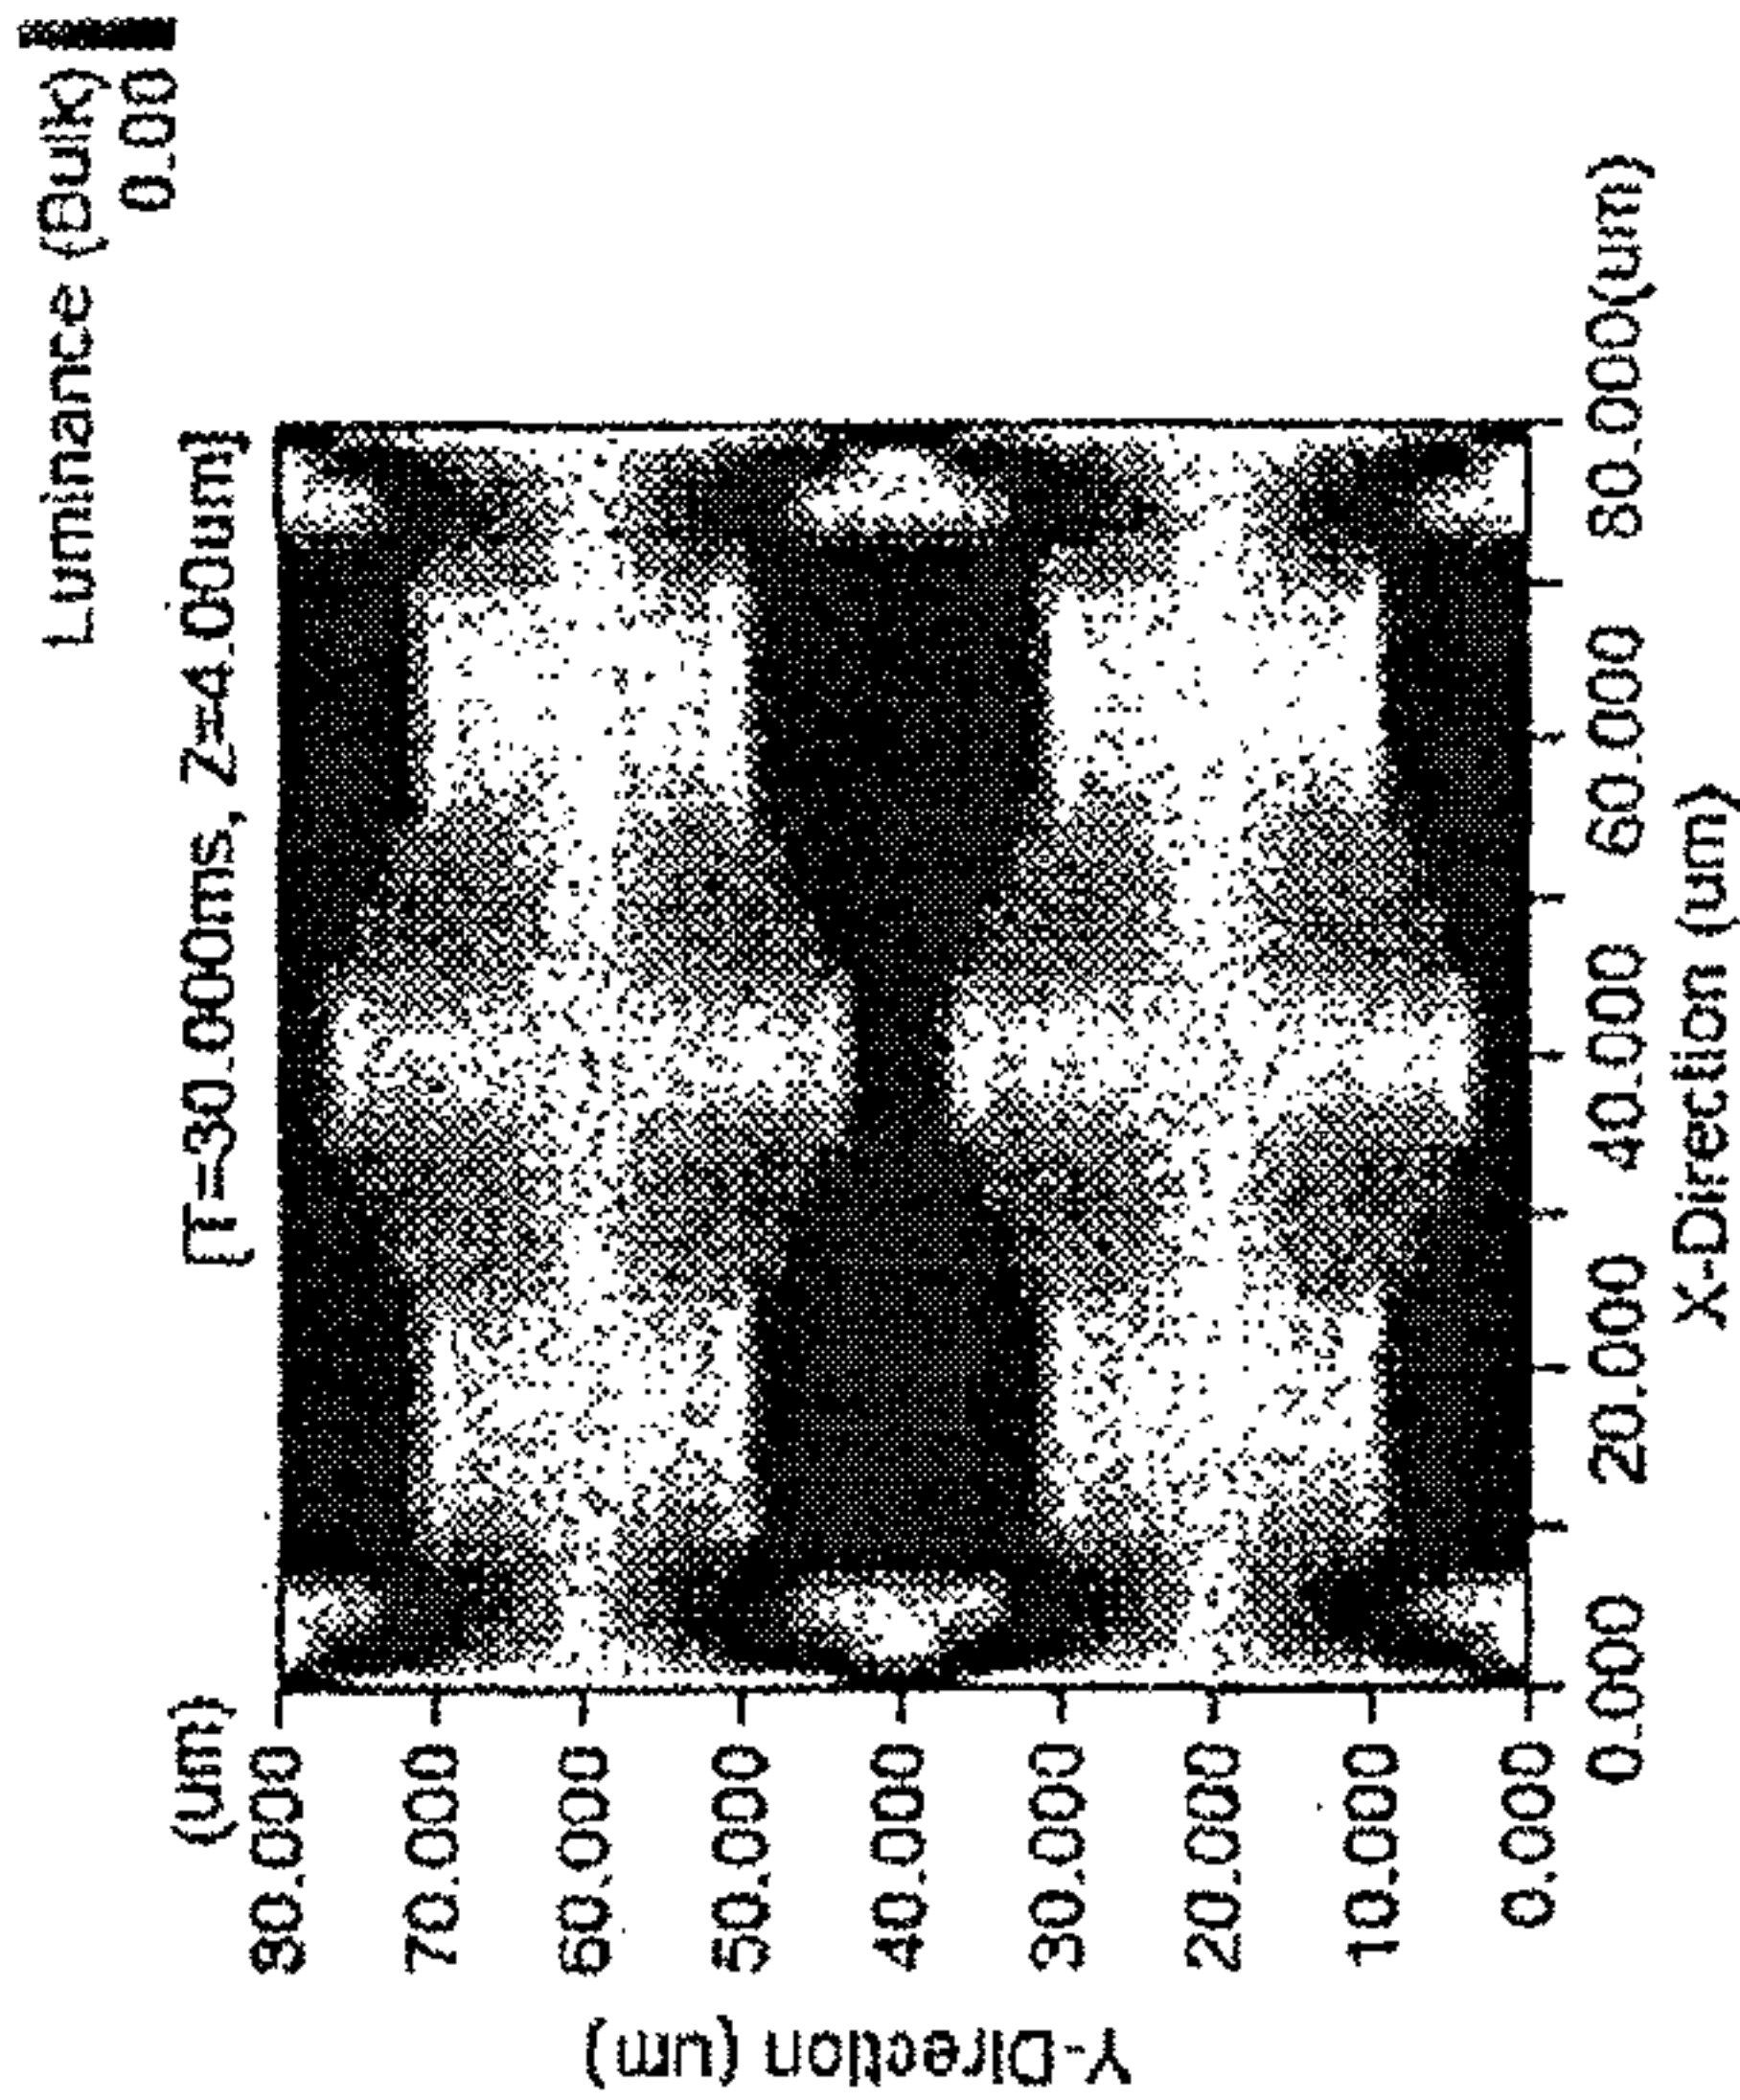 Luminance (Bulk)
0.00
[T=30.000ms, Z=4.00um]
(um)
80.000
70.000
60.000
50.000
40.000
30.000
20.000
10.000
0.000
Y-Direction (um)
0.000 20.000 40.000 60.000 80.000(um)
X-Direction (um)